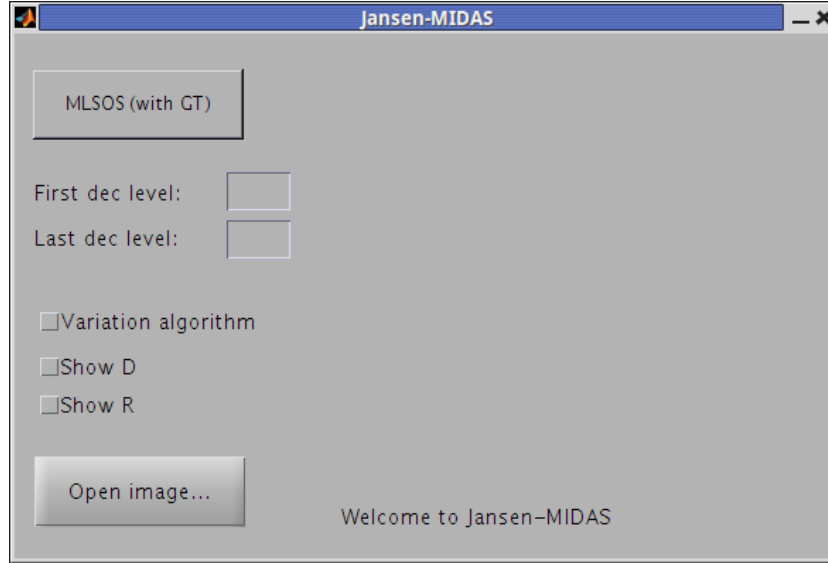 Jansen-MIDAS
MLSOS (with GT)
First dec level:
Last dec level:
Variation algorithm
Show D
Show R
Open image...
Welcome to Jansen–MIDAS